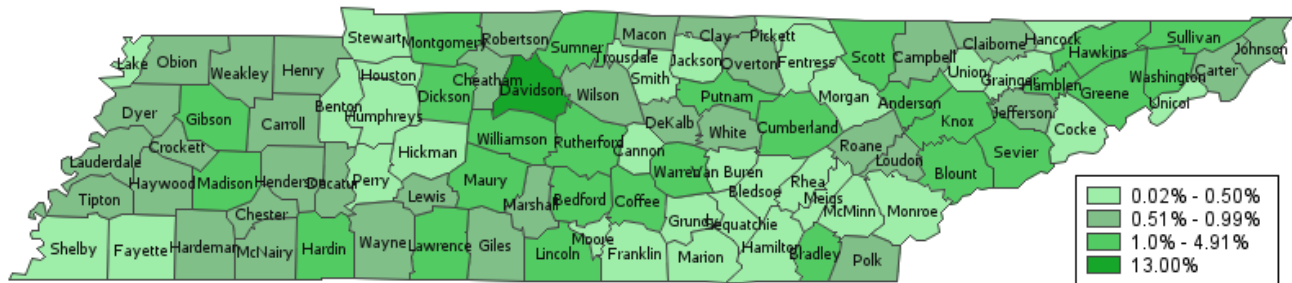 Stewart Montgomery Robertson Sumner Macon Clay Pickett
Lake Obion Weakley Henry Houston Cheatham Davidson Trousdale Smith Jackson Overton Fentress Scott Campbell Claiborne Hancock Hawkins Sullivan Johnson
Dyer Gibson Carroll Benton Humphreys Dickson Wilson Putnam Morgan Anderson Union Grainger Hamblen Greene Washington Carter Unicoi
Crockett Williamson Rutherford DeKalb White Cumberland Knox Jefferson Cocke
Lauderdale Haywood Madison Henderson Decatur Perry Hickman Maury Cannon Warren Van Buren Roane Loudon Blount Sevier
Tipton Chester Lewis Marshall Bedford Coffee Bledsoe Rhea Meigs McMinn Monroe
Shelby Fayette Hardeman McNairy Hardin Wayne Lawrence Giles Lincoln Moore Franklin Grundy Sequatchie Marion Hamilton Bradley Polk
0.02% - 0.50%
0.51% - 0.99%
1.0% - 4.91%
13.00%